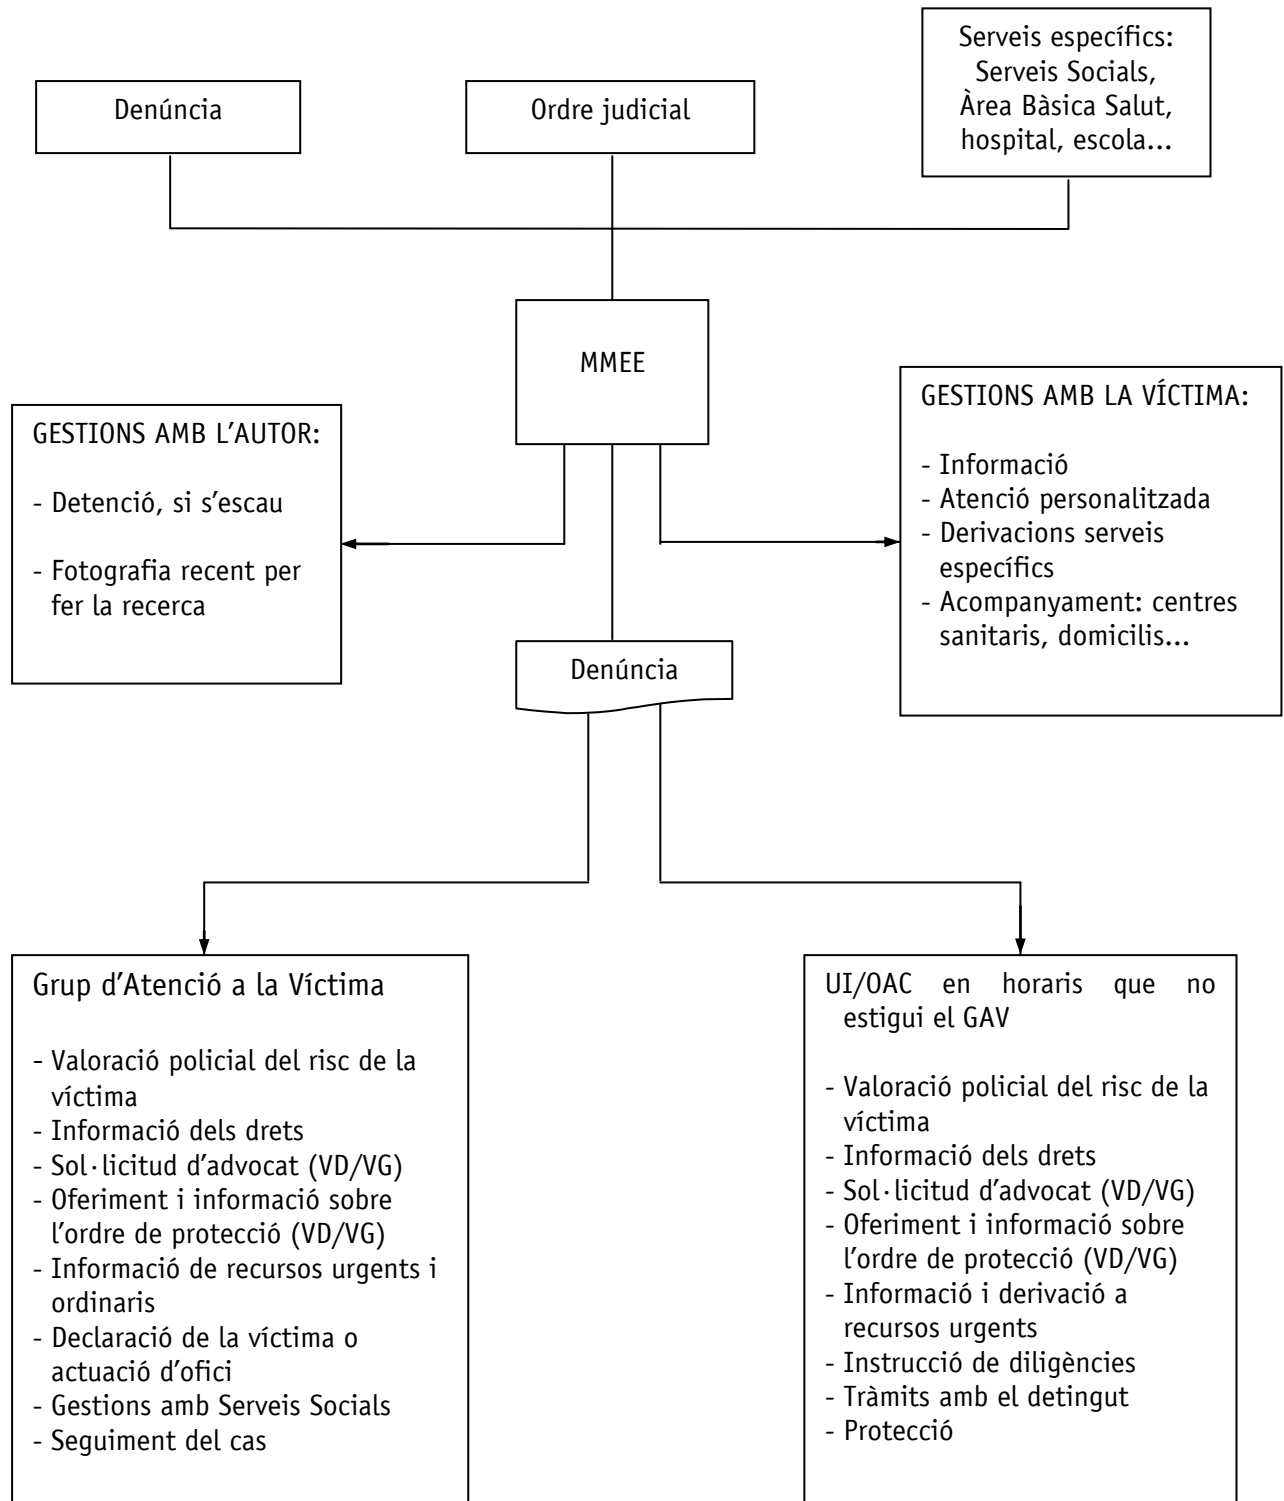 Denúncia
Ordre judicial
Serveis específics:
Serveis Socials,
Àrea Bàsica Salut,
hospital, escola...
MMEE
GESTIONS AMB L'AUTOR:
- Detenció, si s'escau
- Fotografia recent per
fer la recerca
GESTIONS AMB LA VÍCTIMA:
- Informació
- Atenció personalitzada
- Derivacions serveis
específics
- Acompanyament: centres
sanitaris, domicilis...
Denúncia
Grup d'Atenció a la Víctima
- Valoració policial del risc de la
víctima
- Informació dels drets
- Sol·licitud d'advocat (VD/VG)
- Oferiment i informació sobre
l'ordre de protecció (VD/VG)
- Informació de recursos urgents i
ordinaris
- Declaració de la víctima o
actuació d'ofici
- Gestions amb Serveis Socials
- Seguiment del cas
UI/OAC en horaris que no
estigui el GAV
- Valoració policial del risc de la
víctima
- Informació dels drets
- Sol·licitud d'advocat (VD/VG)
- Oferiment i informació sobre
l'ordre de protecció (VD/VG)
- Informació i derivació a
recursos urgents
- Instrucció de diligències
- Tràmits amb el detingut
- Protecció